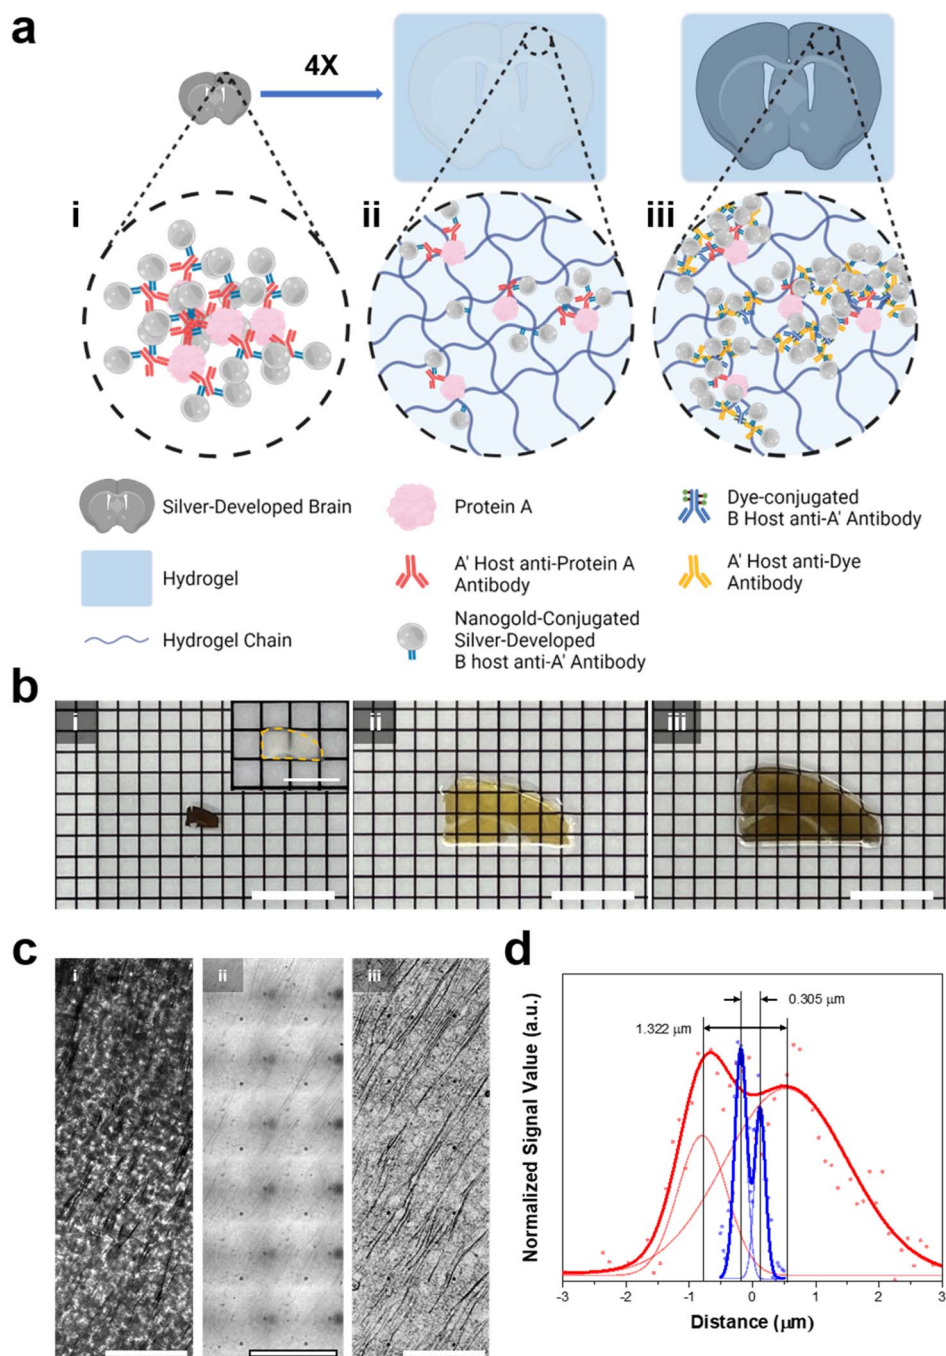 a
4X
i
ii
iii
Silver-Developed Brain
Protein A
Dye-conjugated
B Host anti-A' Antibody
Hydrogel
A' Host anti-Protein A
Antibody
A' Host anti-Dye
Antibody
Hydrogel Chain
Nanogold-Conjugated
Silver-Developed
B host anti-A' Antibody
b
i
ii
iii
c
i
ii
iii
d
0.305 μm
1.322 μm
Normalized Signal Value (a.u.)
-3
-2
-1
0
1
2
3
Distance (μm)